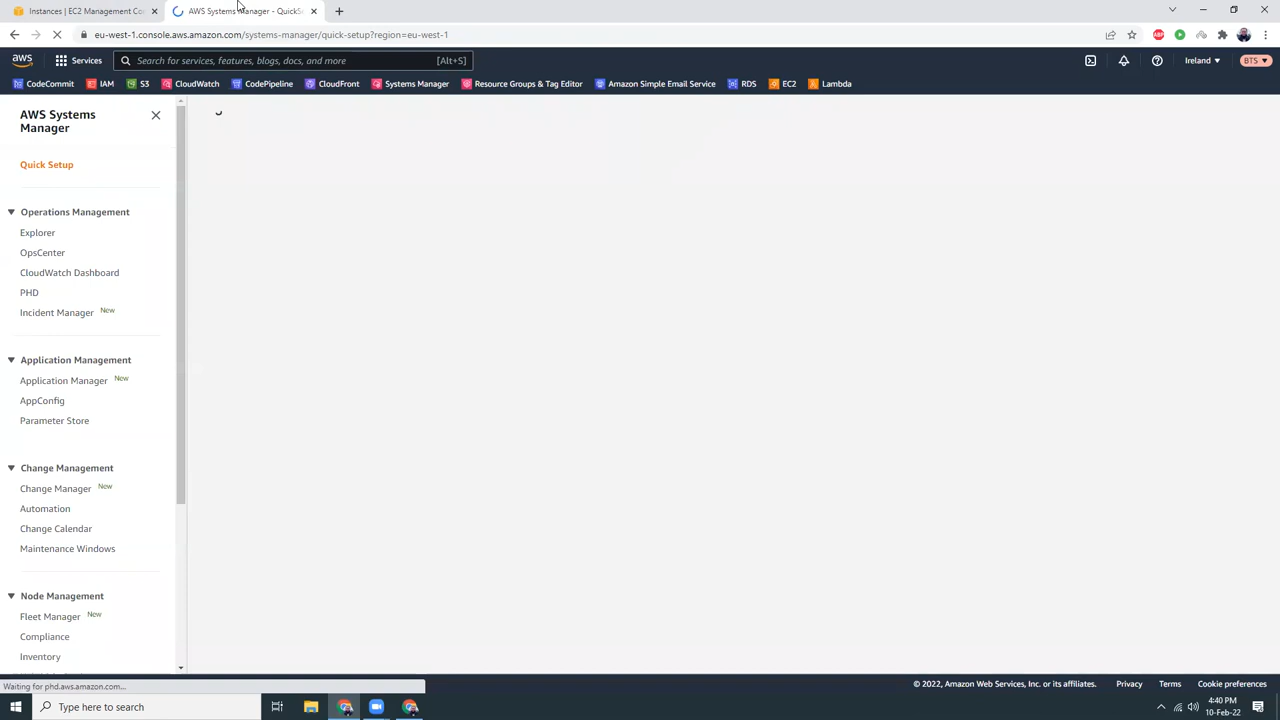 Instances | EC2 Management Co
AWS Systems Manager - QuickS
eu-west-1.console.aws.amazon.com/systems-manager/quick-setup?region=eu-west-1
aws
Services
Search for services, features, blogs, docs, and more
[Alt+S]
Ireland
BTS
CodeCommit
IAM
S3
CloudWatch
CodePipeline
CloudFront
Systems Manager
Resource Groups & Tag Editor
Amazon Simple Email Service
RDS
EC2
Lambda
AWS Systems
Manager
Quick Setup
Operations Management
Explorer
OpsCenter
CloudWatch Dashboard
PHD
Incident Manager New
Application Management
Application Manager New
AppConfig
Parameter Store
Change Management
Change Manager New
Automation
Change Calendar
Maintenance Windows
Node Management
Fleet Manager New
Compliance
Inventory
Waiting for phd.aws.amazon.com...
© 2022, Amazon Web Services, Inc. or its affiliates.
Privacy
Terms
Cookie preferences
Type here to search
4:40 PM
10-Feb-22